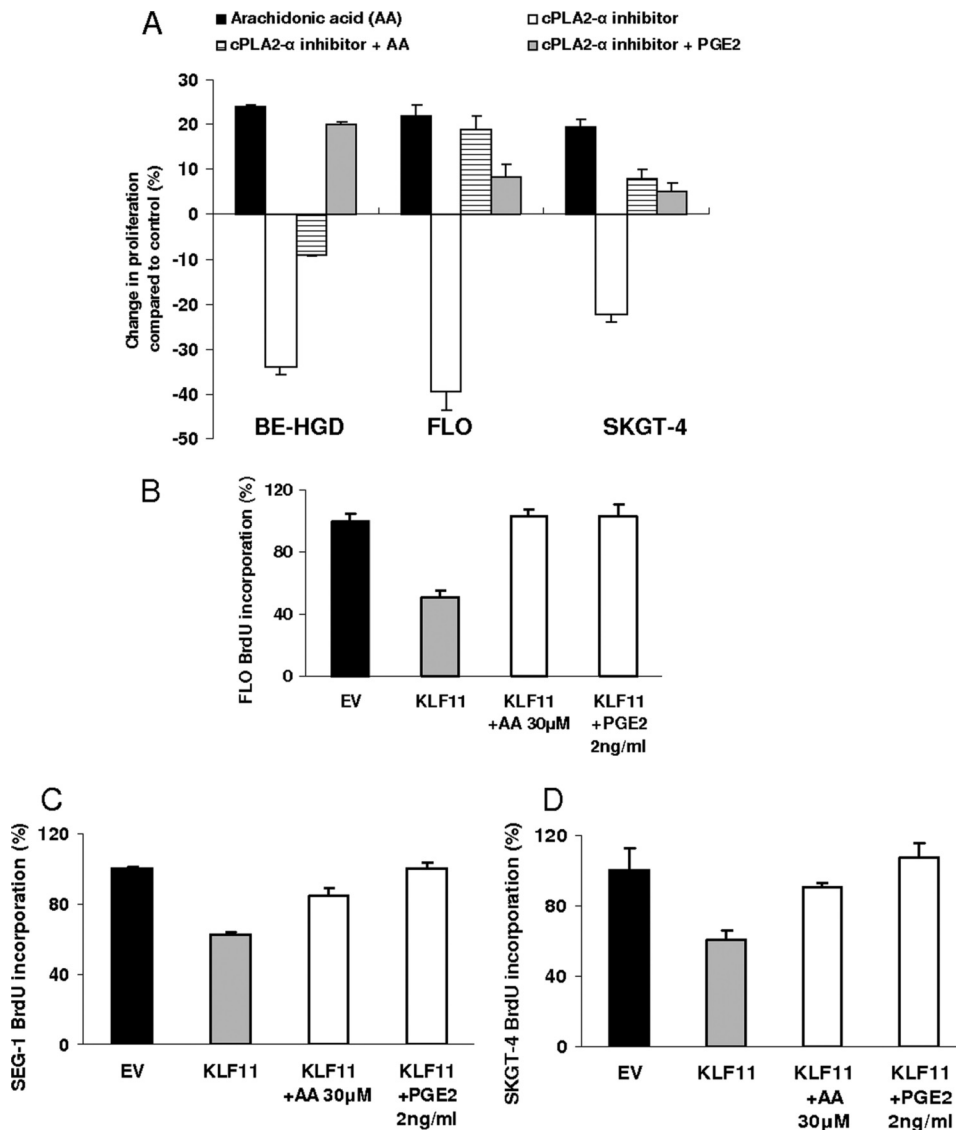 A
Arachidonic acid (AA)
cPLA2-α inhibitor
cPLA2-α inhibitor + AA
cPLA2-α inhibitor + PGE2
Change in proliferation
compared to control (%)
30
20
10
0
-10
-20
-30
-40
-50
BE-HGD
FLO
SKGT-4
B
FLO BrdU incorporation (%)
120
80
40
0
EV
KLF11
KLF11
+AA 30µM
KLF11
+PGE2
2ng/ml
C
SEG-1 BrdU incorporation (%)
120
80
40
0
EV
KLF11
KLF11
+AA 30µM
KLF11
+PGE2
2ng/ml
D
SKGT-4 BrdU incorporation (%)
120
80
40
0
EV
KLF11
KLF11
+AA
30µM
KLF11
+PGE2
2ng/ml